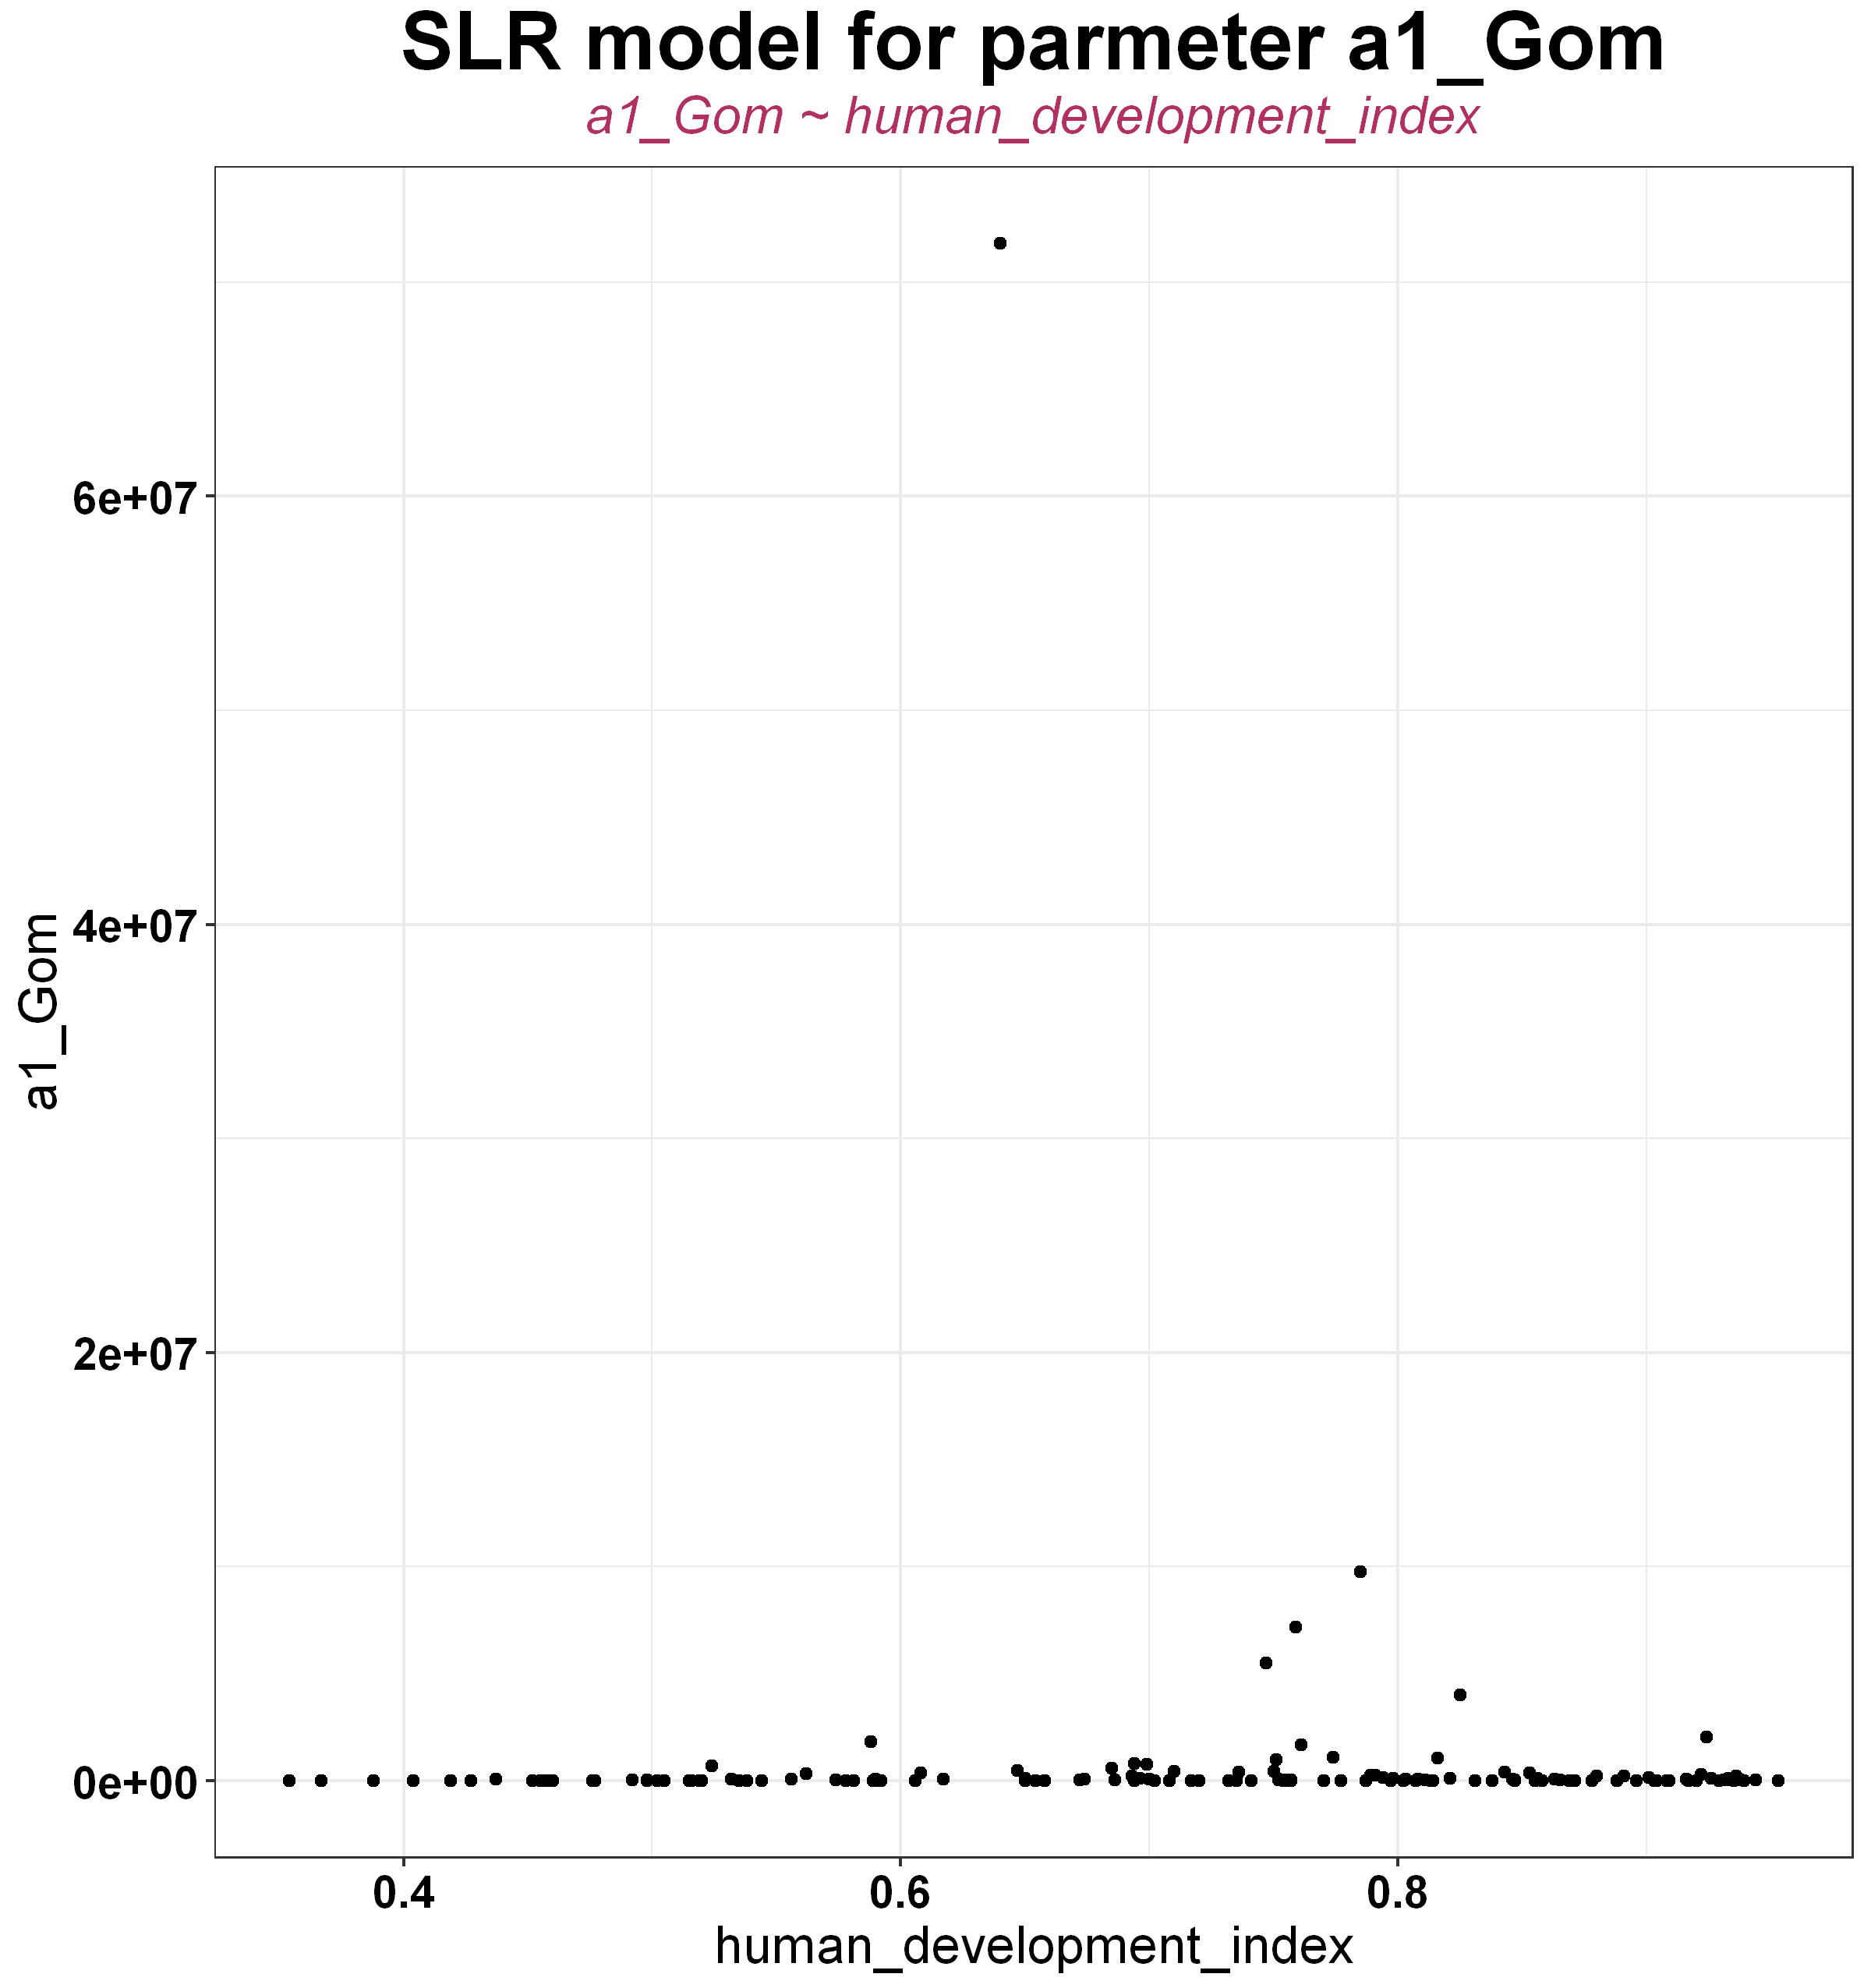 SLR model for parmeter a1_Gom
a1_Gom ~ human_development_index
6e+07
4e+07
2e+07
0e+00
a1_Gom
0.4 0.6 0.8
human_development_index